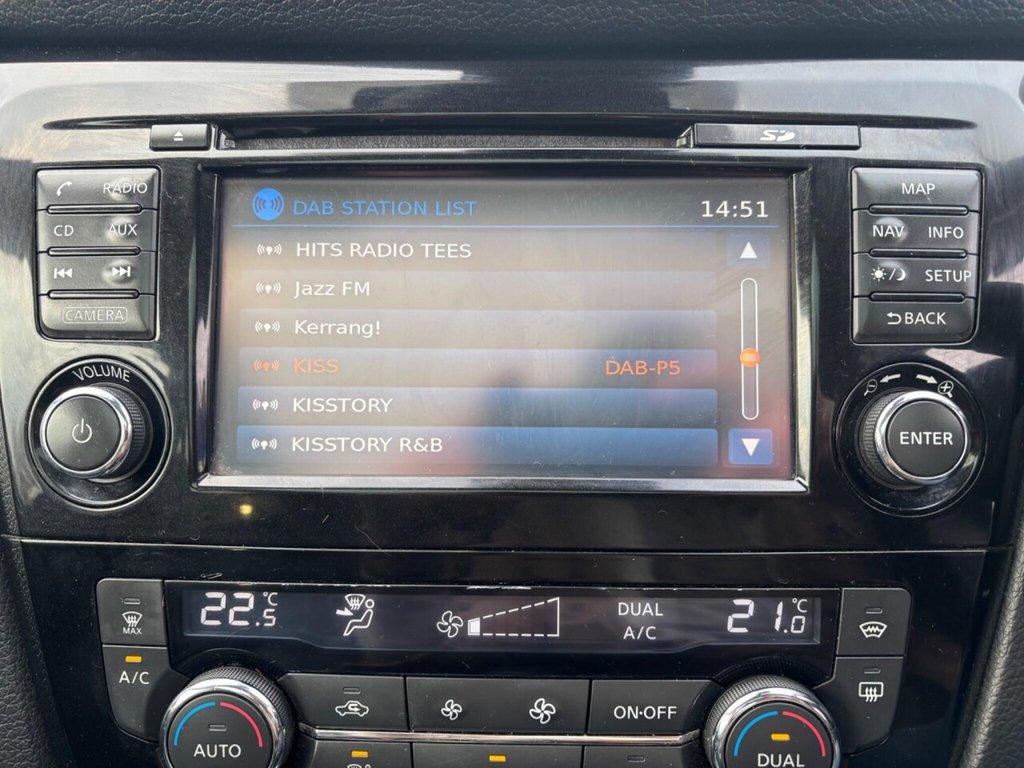 SD
RADIO
CD AUX
CAMERA
VOLUME
DAB STATION LIST 14:51
HITS RADIO TEES
Jazz FM
Kerrang!
KISS DAB-P5
KISSTORY
KISSTORY R&B
MAP
NAV INFO
SETUP
BACK
ENTER
MAX
A/C
22.5 °C
DUAL
A/C
21.0 °C
AUTO
ON·OFF
DUAL